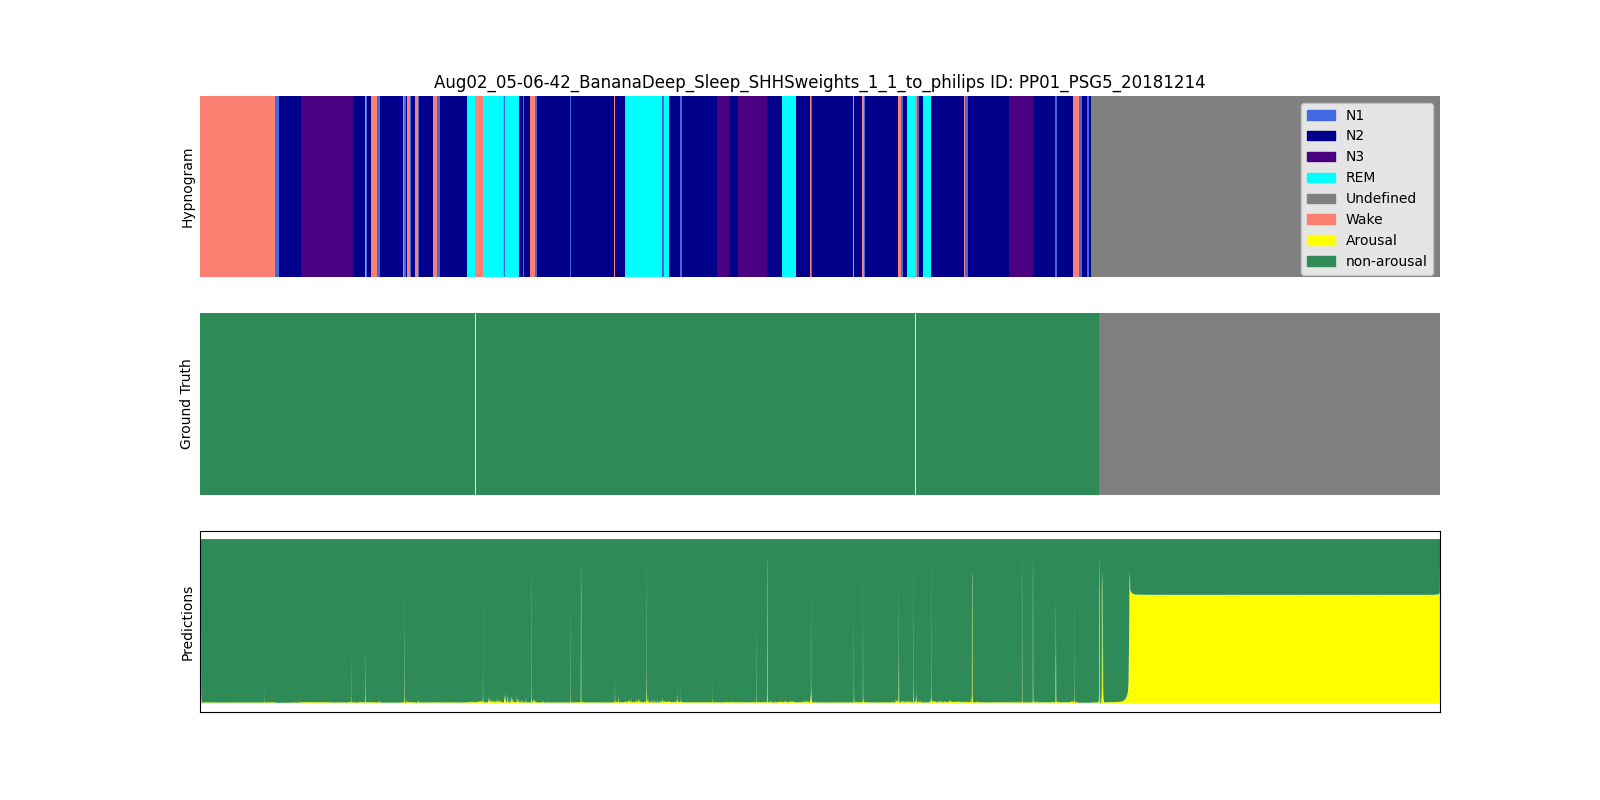 Aug02_05-06-42_BananaDeep_Sleep_SHHSweights_1_1_to_philips ID: PP01_PSG5_20181214
Hypnogram
N1
N2
N3
REM
Undefined
Wake
Arousal
non-arousal
Ground Truth
Predictions